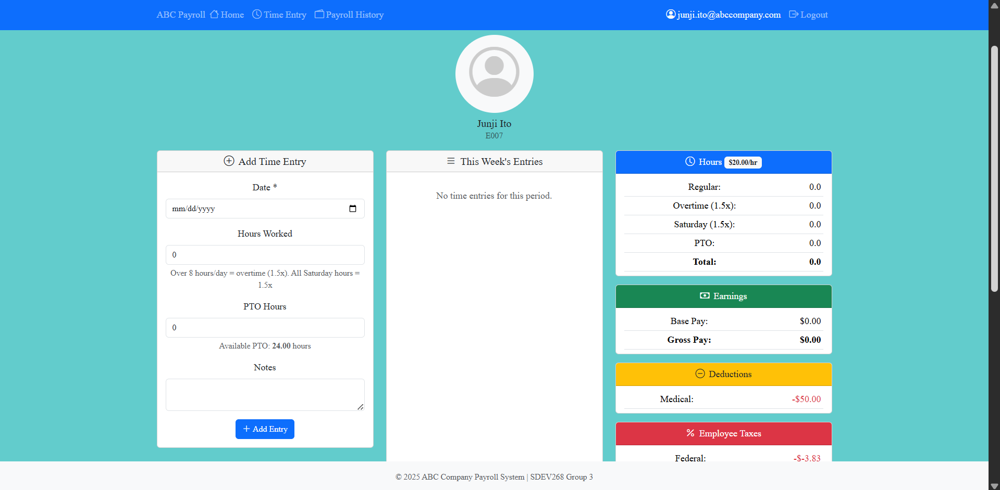 ABC Payroll Home Time Entry Payroll History junji.ito@abccompany.com Logout
Junji Ito
E007
Add Time Entry
Date *
mm/dd/yyyy
Hours Worked
0
Over 8 hours/day = overtime (1.5x). All Saturday hours =
1.5x
PTO Hours
0
Available PTO: 24.00 hours
Notes
Add Entry
This Week's Entries
No time entries for this period.
Hours $20.00/hr
Regular: 0.0
Overtime (1.5x): 0.0
Saturday (1.5x): 0.0
PTO: 0.0
Total: 0.0
Earnings
Base Pay: $0.00
Gross Pay: $0.00
Deductions
Medical: -$50.00
Employee Taxes
Federal: -$-3.83
© 2025 ABC Company Payroll System | SDEV268 Group 3